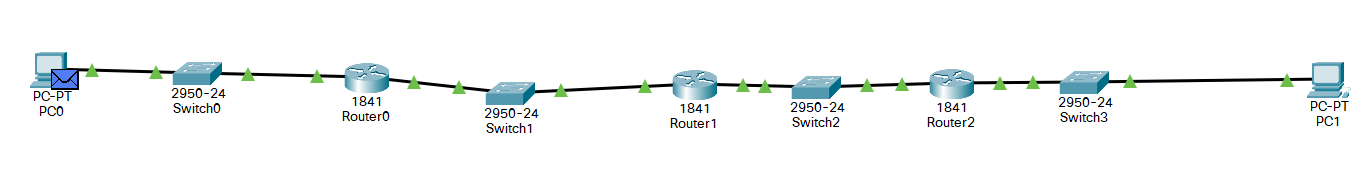 PC-PT
PC0
2950-24
Switch0
1841
Router0
2950-24
Switch1
1841
Router1
2950-24
Switch2
1841
Router2
2950-24
Switch3
PC-PT
PC1